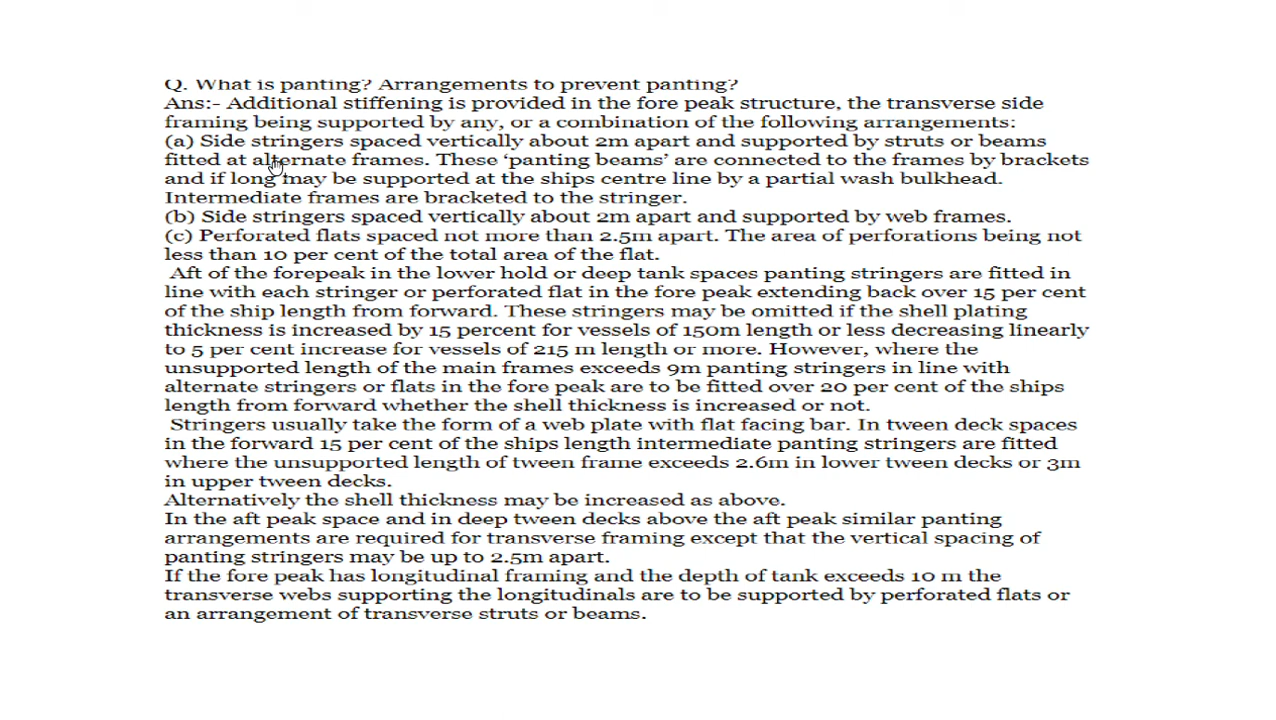 Q. What is panting? Arrangements to prevent panting?
Ans:- Additional stiffening is provided in the fore peak structure, the transverse side
framing being supported by any, or a combination of the following arrangements:
(a) Side stringers spaced vertically about 2m apart and supported by struts or beams
fitted at alternate frames. These ‘panting beams’ are connected to the frames by brackets
and if long may be supported at the ships centre line by a partial wash bulkhead.
Intermediate frames are bracketed to the stringer.
(b) Side stringers spaced vertically about 2m apart and supported by web frames.
(c) Perforated flats spaced not more than 2.5m apart. The area of perforations being not
less than 10 per cent of the total area of the flat.
Aft of the forepeak in the lower hold or deep tank spaces panting stringers are fitted in
line with each stringer or perforated flat in the fore peak extending back over 15 per cent
of the ship length from forward. These stringers may be omitted if the shell plating
thickness is increased by 15 percent for vessels of 150m length or less decreasing linearly
to 5 per cent increase for vessels of 215 m length or more. However, where the
unsupported length of the main frames exceeds 9m panting stringers in line with
alternate stringers or flats in the fore peak are to be fitted over 20 per cent of the ships
length from forward whether the shell thickness is increased or not.
Stringers usually take the form of a web plate with flat facing bar. In tween deck spaces
in the forward 15 per cent of the ships length intermediate panting stringers are fitted
where the unsupported length of tween frame exceeds 2.6m in lower tween decks or 3m
in upper tween decks.
Alternatively the shell thickness may be increased as above.
In the aft peak space and in deep tween decks above the aft peak similar panting
arrangements are required for transverse framing except that the vertical spacing of
panting stringers may be up to 2.5m apart.
If the fore peak has longitudinal framing and the depth of tank exceeds 10 m the
transverse webs supporting the longitudinals are to be supported by perforated flats or
an arrangement of transverse struts or beams.